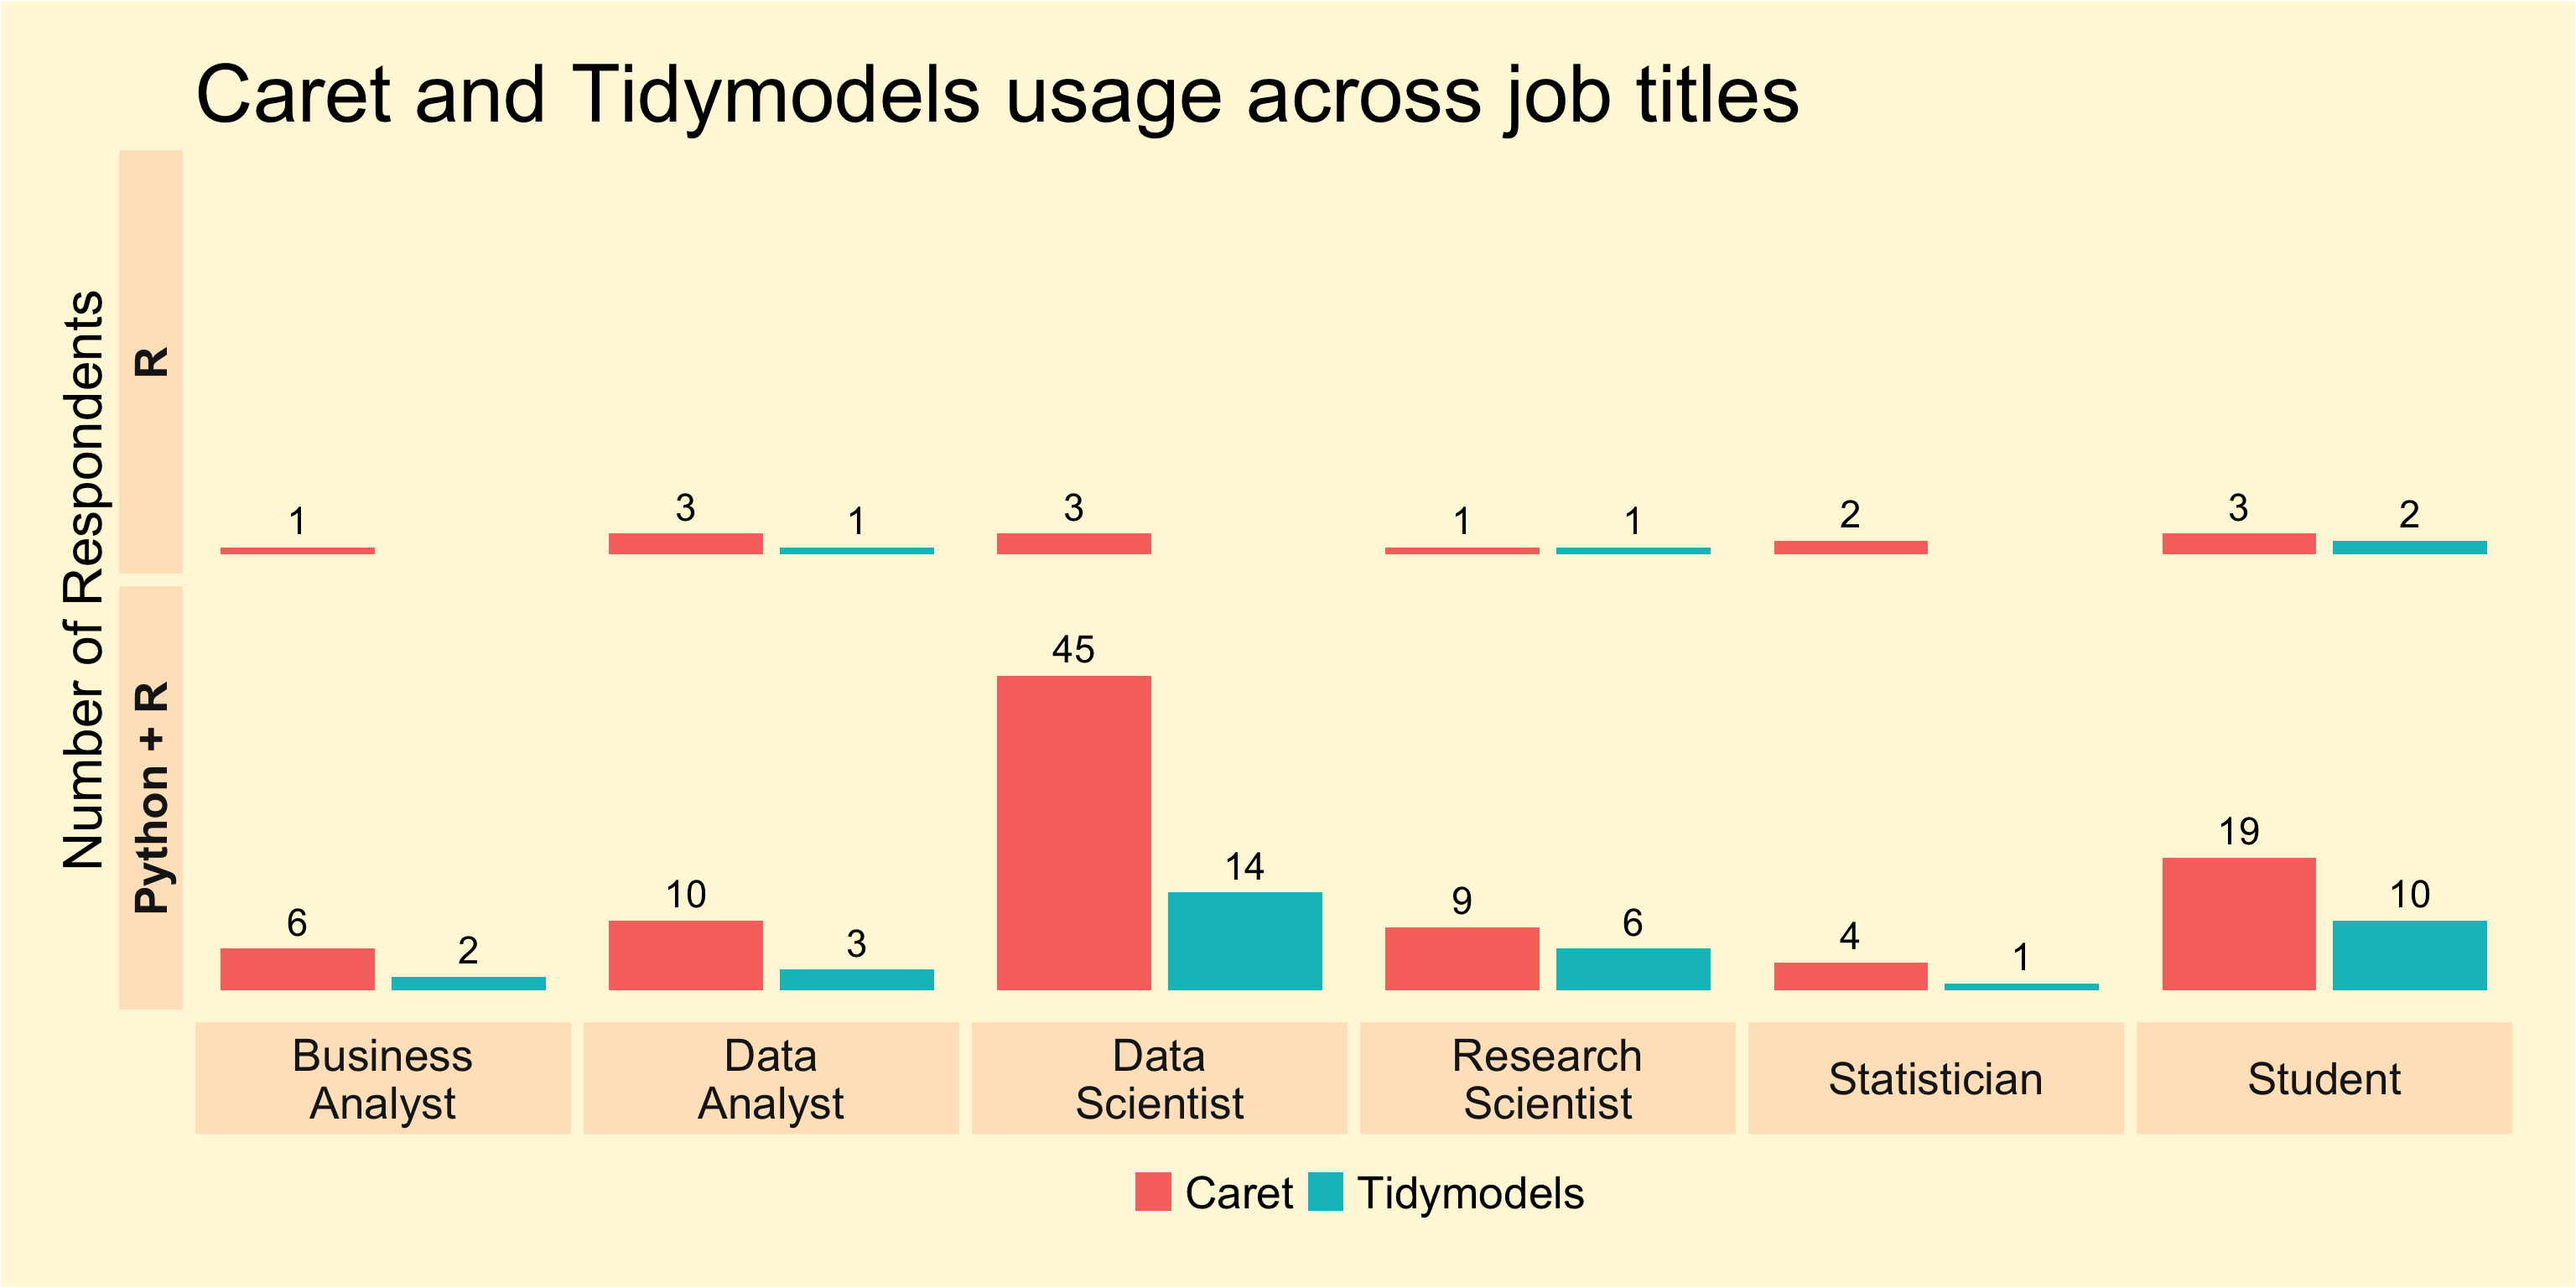 Caret and Tidymodels usage across job titles
Number of Respondents
R
1
3
1
3
1
1
2
3
2
Python + R
6
2
10
3
45
14
9
6
4
1
19
10
Business
Analyst
Data
Analyst
Data
Scientist
Research
Scientist
Statistician
Student
Caret
Tidymodels